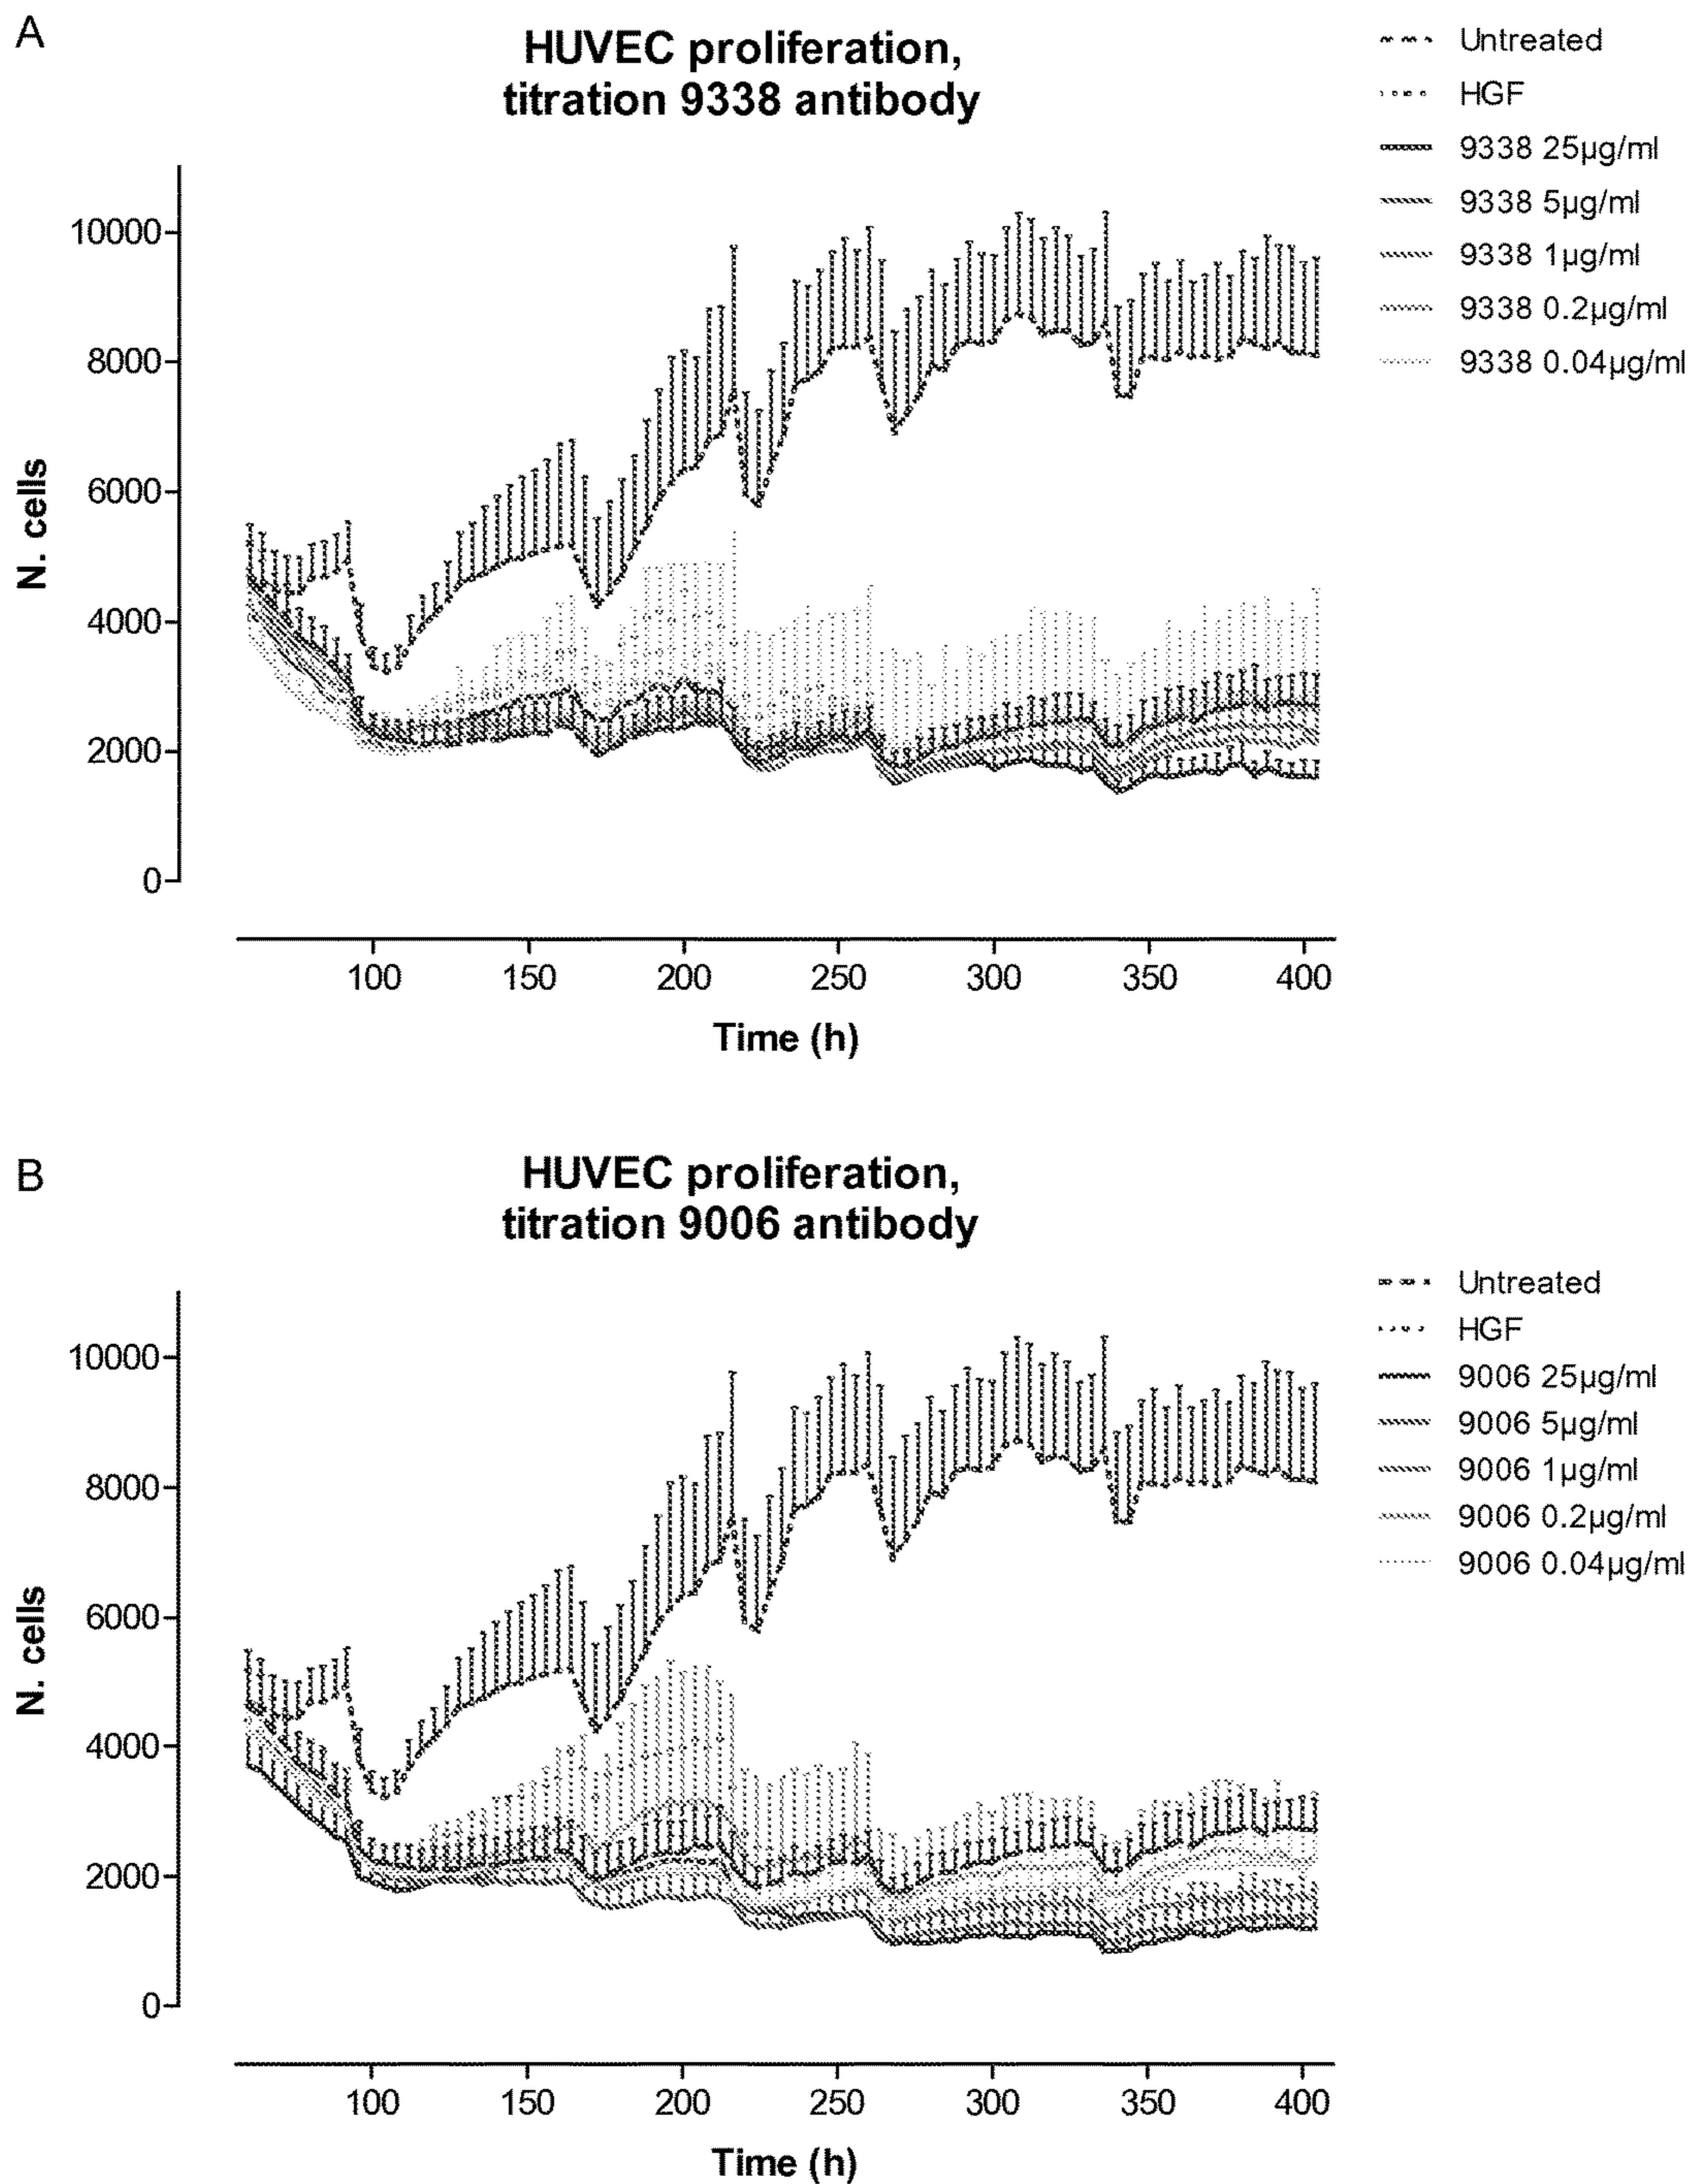 A
HUVEC proliferation,
titration 9338 antibody
Untreated
HGF
9338 25µg/ml
9338 5µg/ml
9338 1µg/ml
9338 0.2µg/ml
9338 0.04µg/ml
N. cells
10000
8000
6000
4000
2000
0
100 150 200 250 300 350 400
Time (h)
B
HUVEC proliferation,
titration 9006 antibody
Untreated
HGF
9006 25µg/ml
9006 5µg/ml
9006 1µg/ml
9006 0.2µg/ml
9006 0.04µg/ml
N. cells
10000
8000
6000
4000
2000
0
100 150 200 250 300 350 400
Time (h)